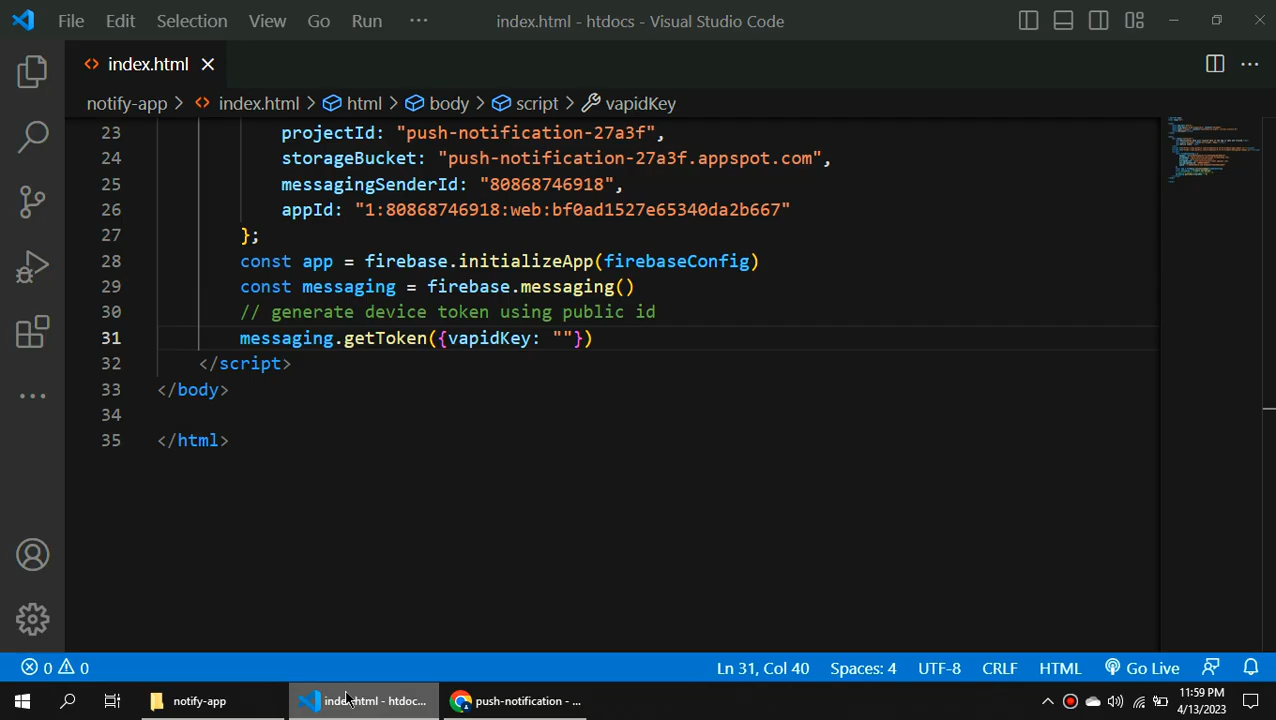 File Edit Selection View Go Run ··· index.html - htdocs - Visual Studio Code
<> index.html ×
notify-app > <> index.html > html > body > script > vapidKey
23 projectId: "push-notification-27a3f",
24 storageBucket: "push-notification-27a3f.appspot.com",
25 messagingSenderId: "80868746918",
26 appId: "1:80868746918:web:bf0ad1527e65340da2b667"
27 };
28 const app = firebase.initializeApp(firebaseConfig)
29 const messaging = firebase.messaging()
30 // generate device token using public id
31 messaging.getToken({vapidKey: ""})
32 </script>
33 </body>
34
35 </html>
0 0 Ln 31, Col 40 Spaces: 4 UTF-8 CRLF HTML Go Live
notify-app index.html - htdoc... push-notification - ... 11:59 PM
4/13/2023